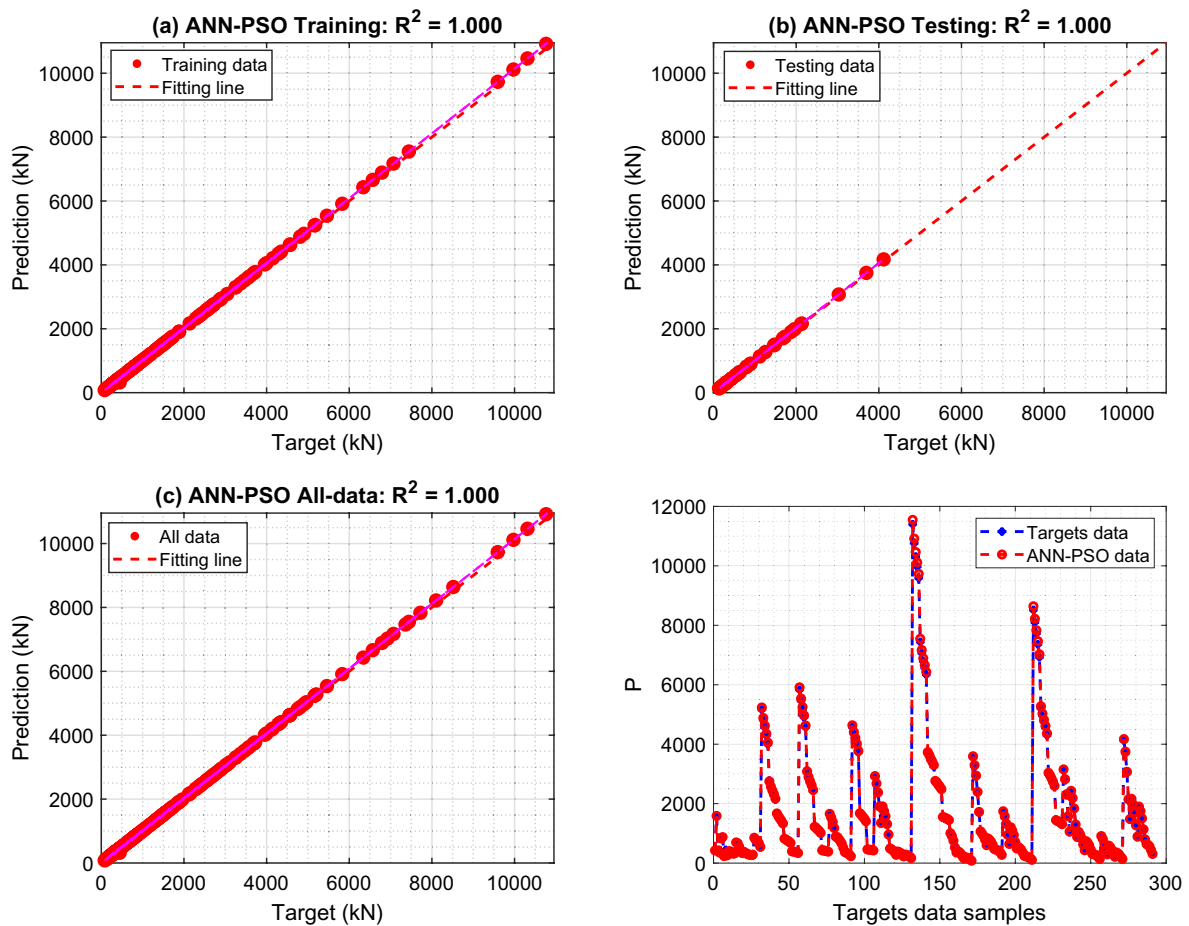 (a) ANN-PSO Training: R² = 1.000
Training data
Fitting line
Prediction (kN)
10000
8000
6000
4000
2000
0
0 2000 4000 6000 8000 10000
Target (kN)
(b) ANN-PSO Testing: R² = 1.000
Testing data
Fitting line
Prediction (kN)
10000
8000
6000
4000
2000
0
0 2000 4000 6000 8000 10000
Target (kN)
(c) ANN-PSO All-data: R² = 1.000
All data
Fitting line
Prediction (kN)
10000
8000
6000
4000
2000
0
0 2000 4000 6000 8000 10000
Target (kN)
Targets data
ANN-PSO data
P
12000
10000
8000
6000
4000
2000
0
0 50 100 150 200 250 300
Targets data samples